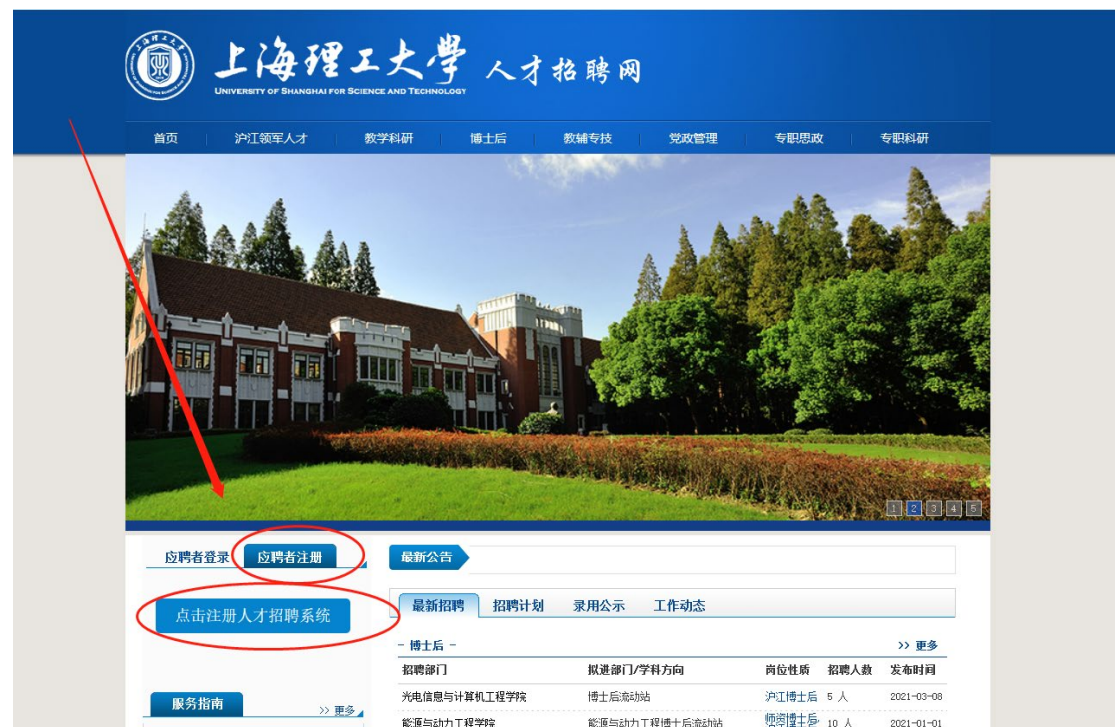 上海理工大學 人才招聘网
UNIVERSITY OF SHANGHAI FOR SCIENCE AND TECHNOLOGY
首页 沪江领军人才 教学科研 博士后 教辅专技 党政管理 专职思政 专职科研
1 2 3 4 5
应聘者登录 应聘者注册 最新公告
点击注册人才招聘系统
最新招聘 招聘计划 录用公示 工作动态
- 博士后 - >> 更多
招聘部门 拟进部门/学科方向 岗位性质 招聘人数 发布时间
光电信息与计算机工程学院 博士后流动站 沪江博士后 5 人 2021-03-08
服务指南 >> 更多
能源与动力工程学院 能源与动力工程博士后流动站 师资博士后 10 人 2021-01-01